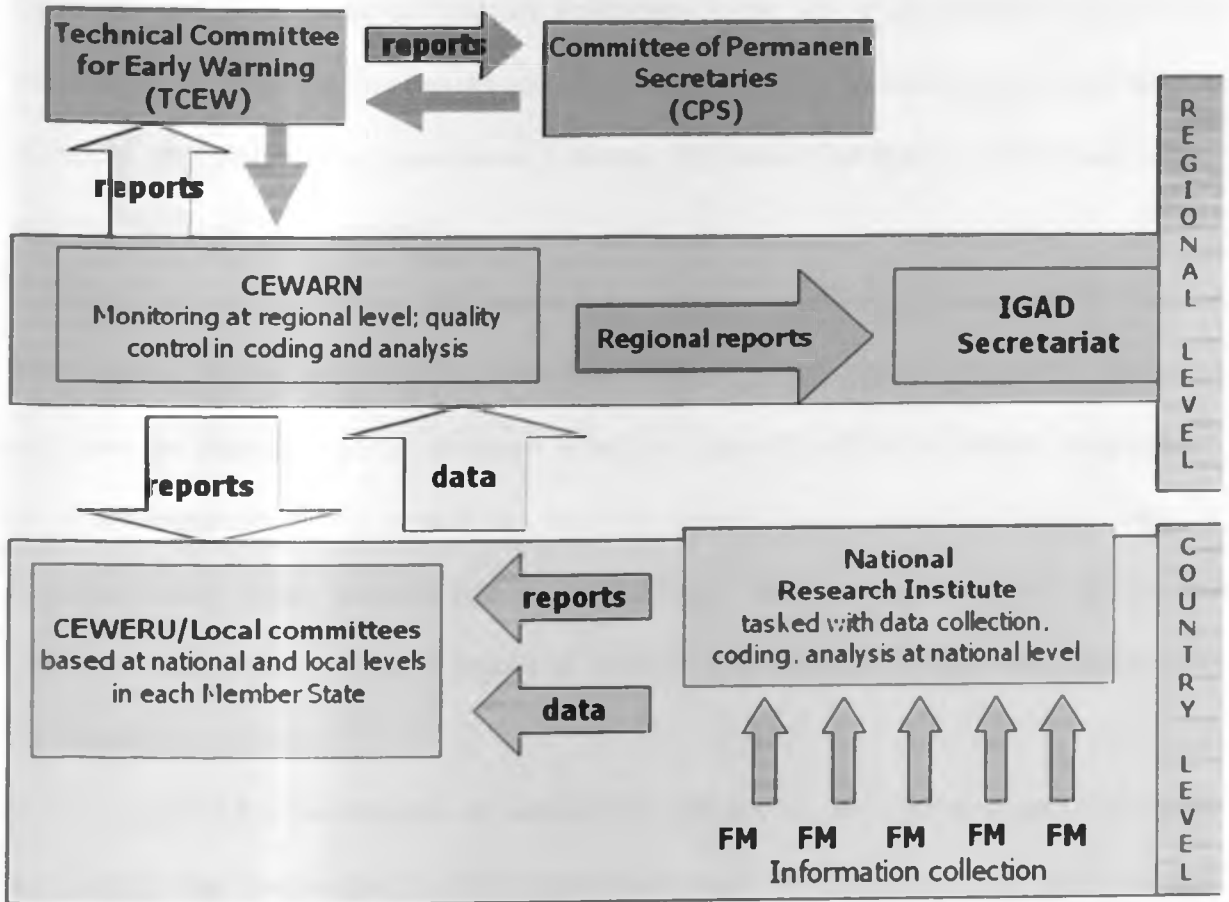 Technical Committee
for Early Warning
(TCEW)
reports
Committee of Permanent
Secretaries
(CPS)
reports
CEWARN
Monitoring at regional level; quality
control in coding and analysis
Regional reports
IGAD
Secretariat
REGIONAL LEVEL
reports
data
National
Research Institute
tasked with data collection,
coding, analysis at national level
reports
data
CEWERU/Local committees
based at national and local levels
in each Member State
FM FM FM FM FM
Information collection
COUNTRY LEVEL